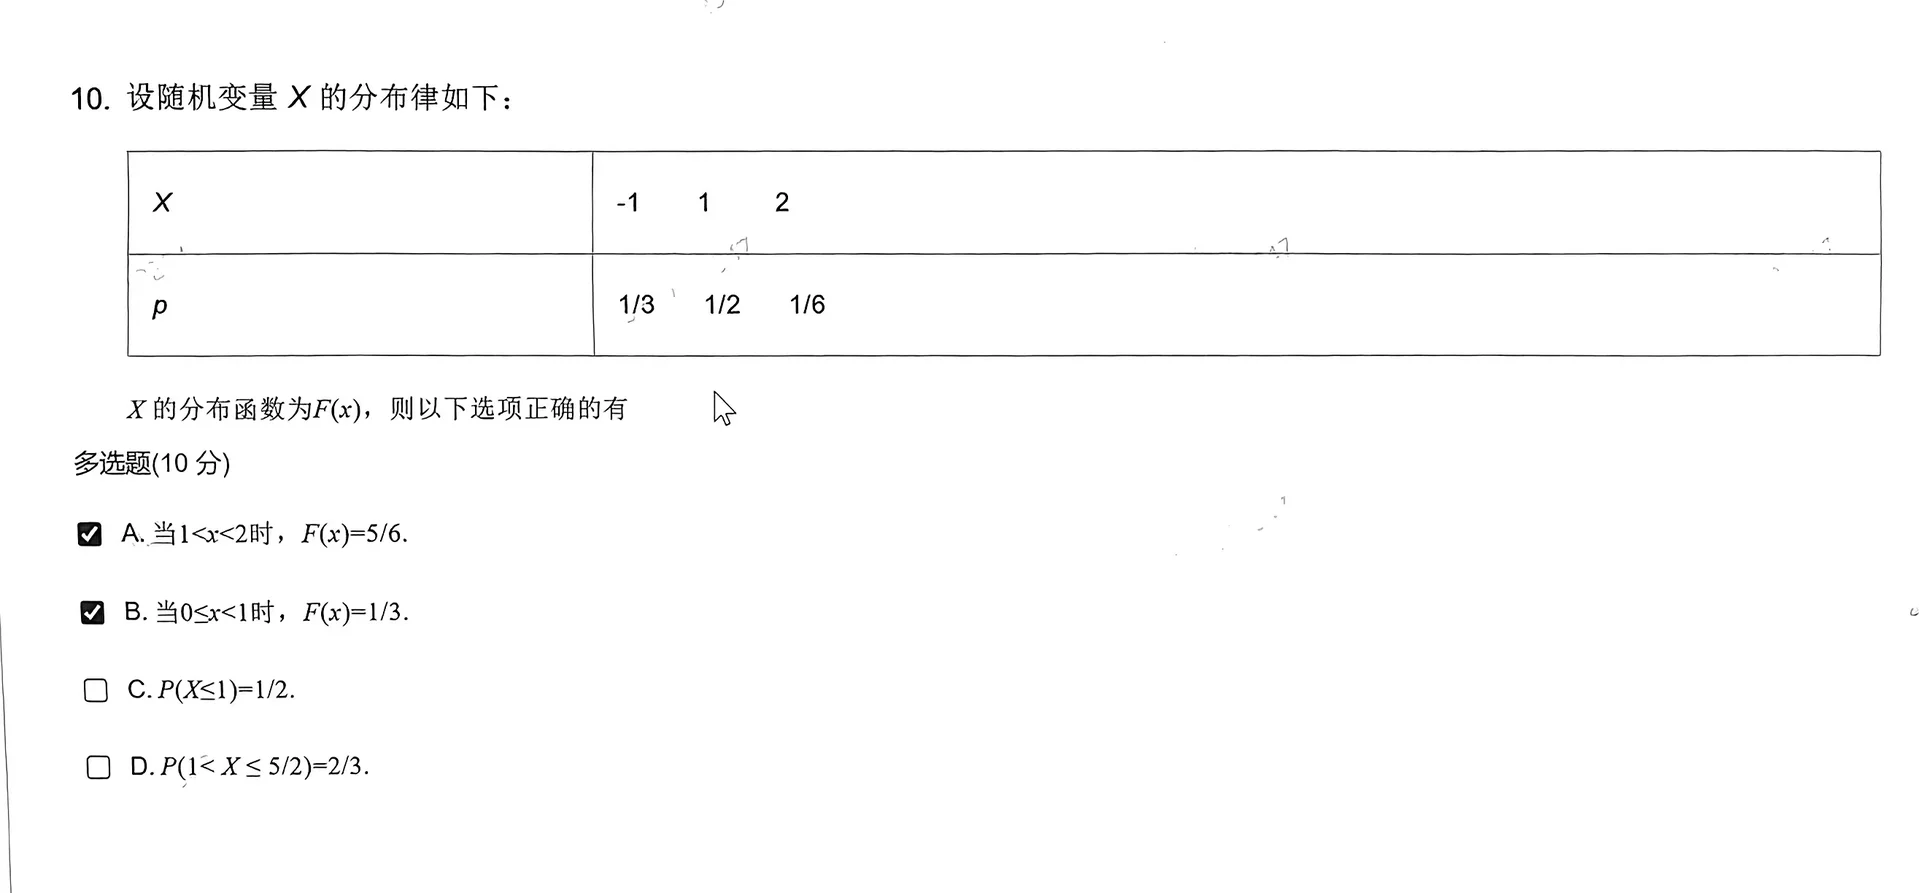 10. 设随机变量 X 的分布律如下：
X -1 1 2
p 1/3 1/2 1/6
X 的分布函数为F(x)，则以下选项正确的有
多选题(10 分)
A. 当1<x<2时，F(x)=5/6.
B. 当0≤x<1时，F(x)=1/3.
C. P(X≤1)=1/2.
D. P(1< X ≤ 5/2)=2/3.